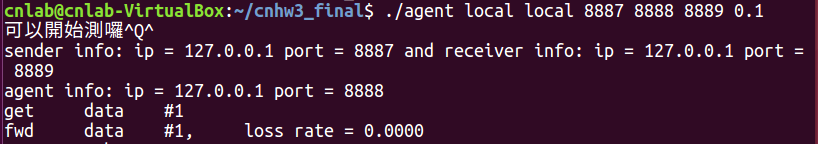 cnlab@cnlab-VirtualBox:~/cnhw3_final$ ./agent local local 8887 8888 8889 0.1
可以開始測囉^Q^
sender info: ip = 127.0.0.1 port = 8887 and receiver info: ip = 127.0.0.1 port =
 8889
agent info: ip = 127.0.0.1 port = 8888
get     data    #1
fwd     data    #1,     loss rate = 0.0000